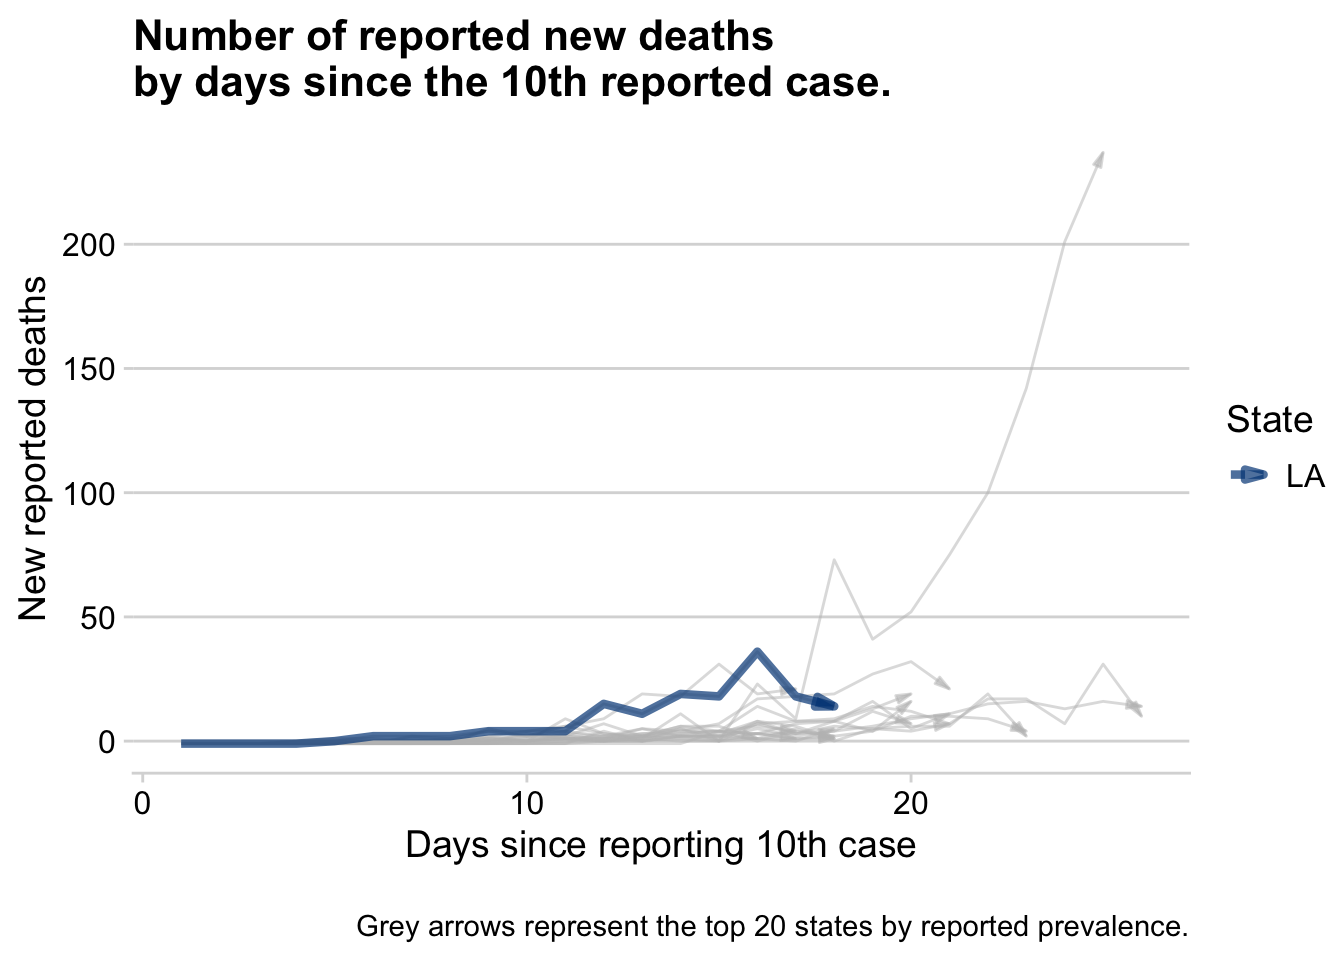 Number of reported new deaths
by days since the 10th reported case.
New reported deaths
200
150
100
50
0
0
10
20
Days since reporting 10th case
State
LA
Grey arrows represent the top 20 states by reported prevalence.